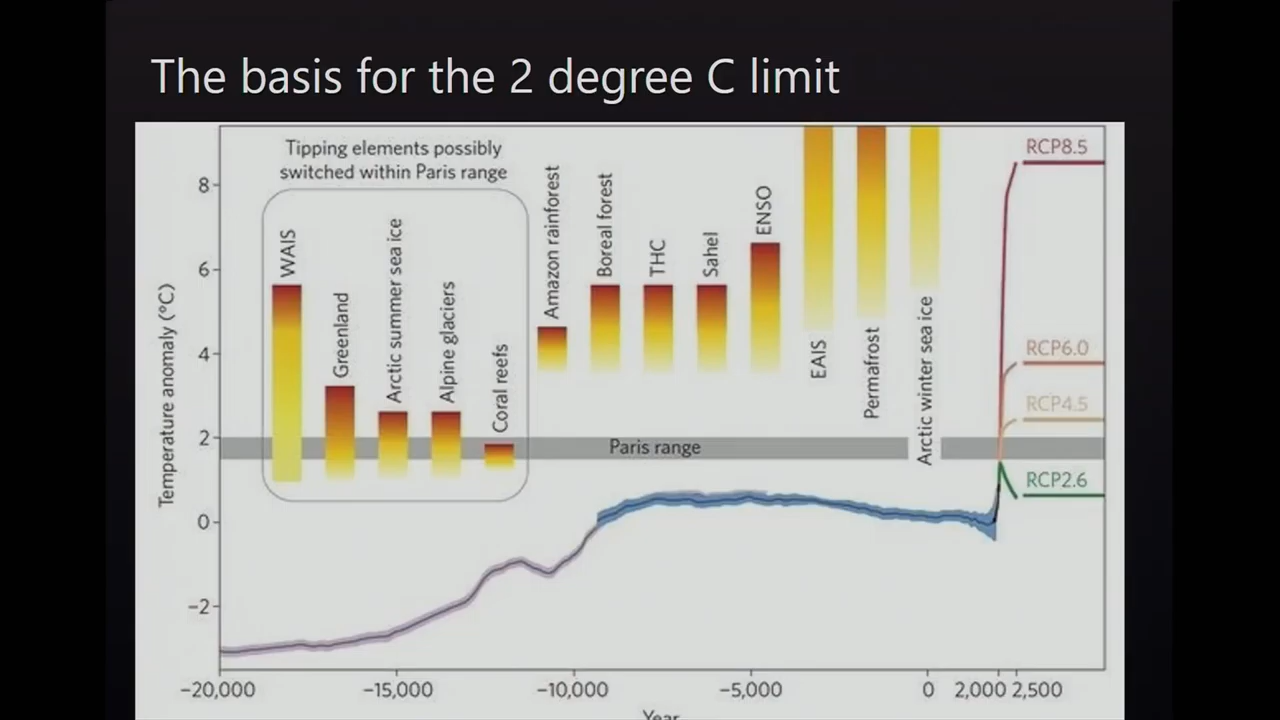 The basis for the 2 degree C limit
Tipping elements possibly
switched within Paris range
WAIS
Greenland
Arctic summer sea ice
Alpine glaciers
Coral reefs
Amazon rainforest
Boreal forest
THC
Sahel
ENSO
EAIS
Permafrost
Arctic winter sea ice
RCP8.5
RCP6.0
RCP4.5
RCP2.6
Paris range
Temperature anomaly (°C)
8
6
4
2
0
−2
−20,000
−15,000
−10,000
−5,000
0
2,000
2,500
Year